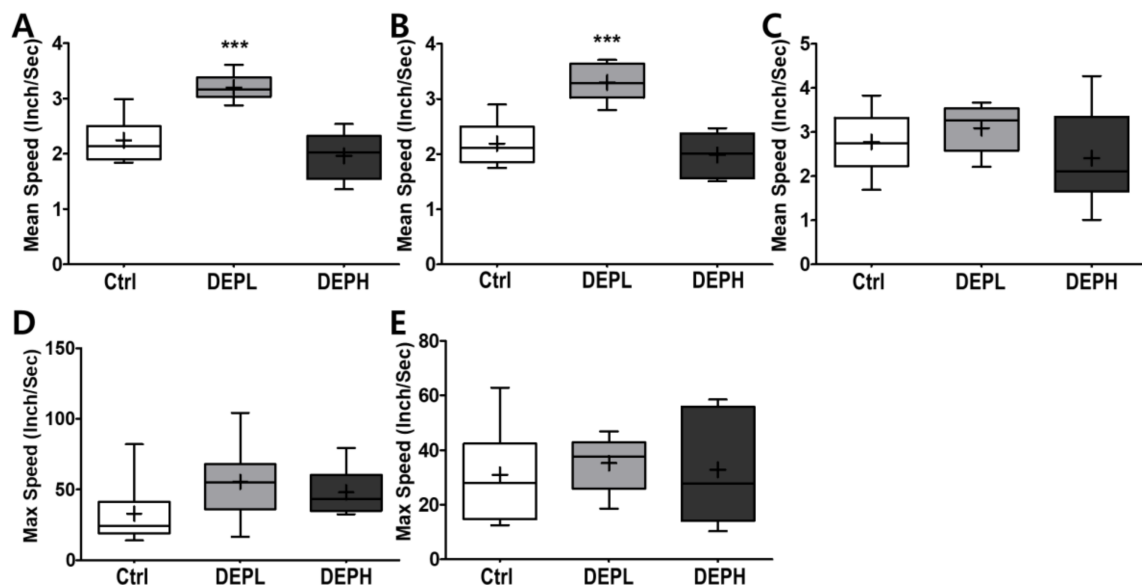 A
Mean Speed (Inch/Sec)
4
3
2
1
0
***
Ctrl DEPL DEPH
B
Mean Speed (Inch/Sec)
4
3
2
1
0
***
Ctrl DEPL DEPH
C
Mean Speed (Inch/Sec)
5
4
3
2
1
0
Ctrl DEPL DEPH
D
Max Speed (Inch/Sec)
150
100
50
0
Ctrl DEPL DEPH
E
Max Speed (Inch/Sec)
80
60
40
20
0
Ctrl DEPL DEPH